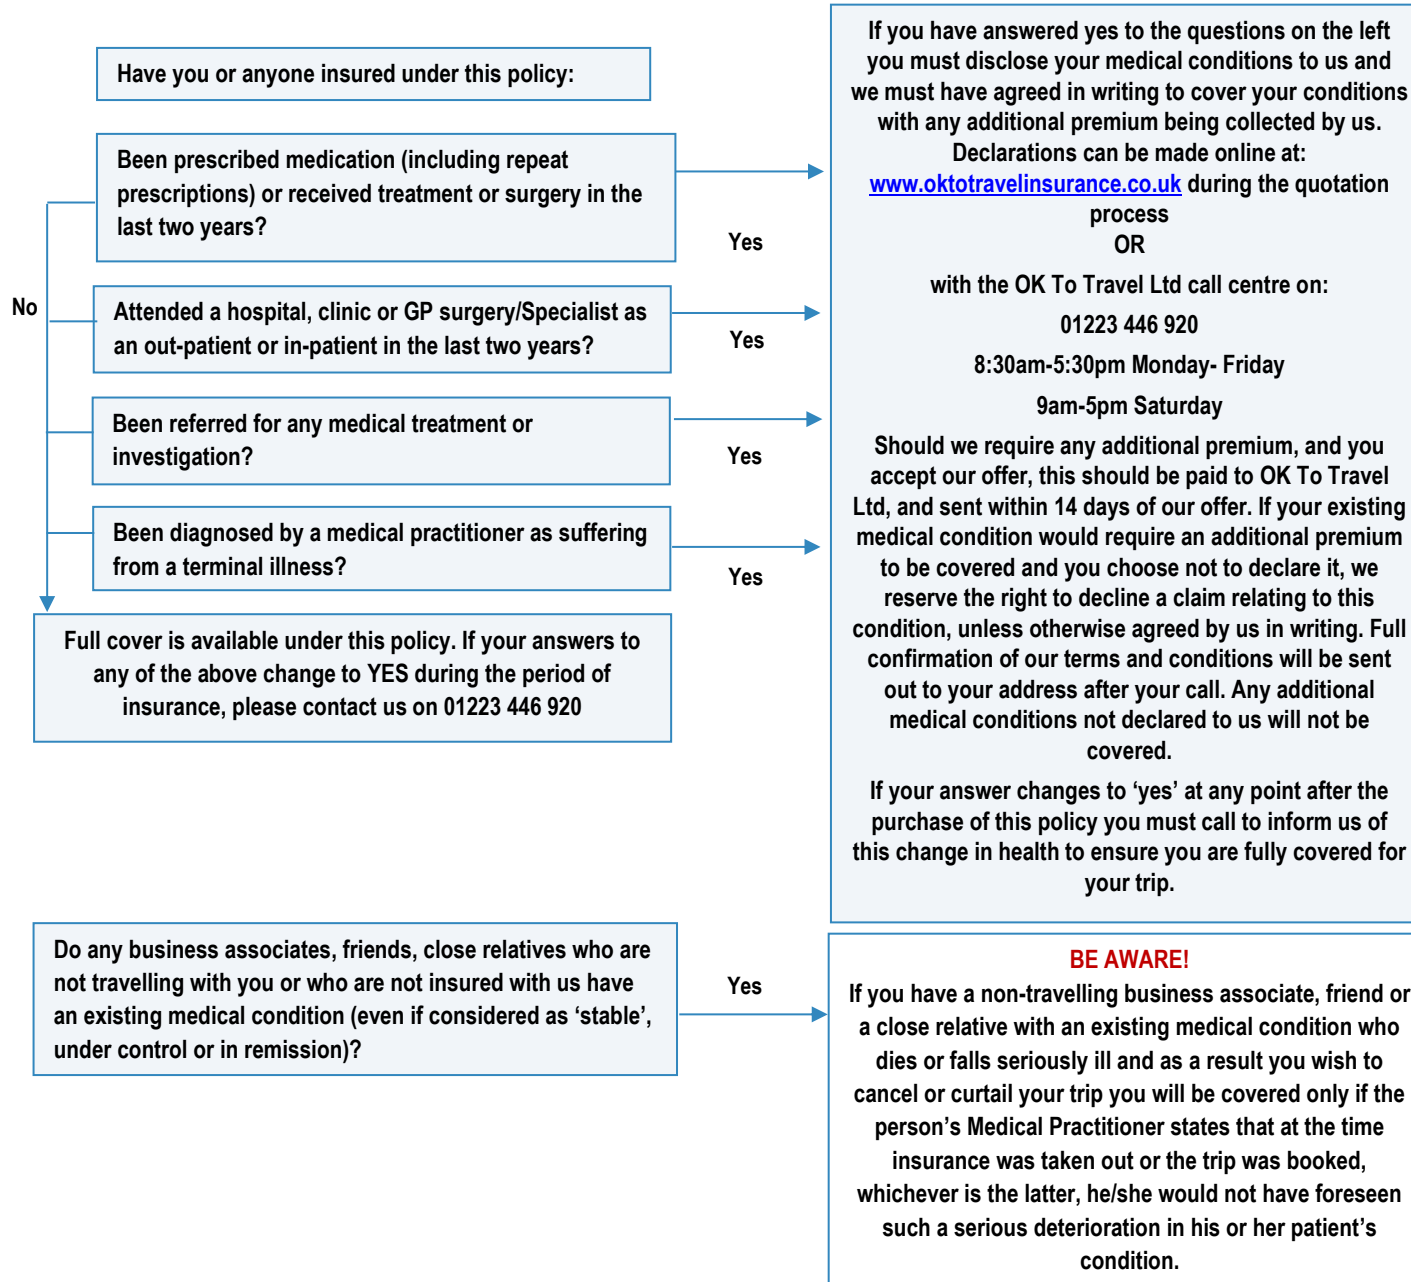 Have you or anyone insured under this policy:
Been prescribed medication (including repeat
prescriptions) or received treatment or surgery in the
last two years?
Yes
No
Attended a hospital, clinic or GP surgery/Specialist as
an out-patient or in-patient in the last two years?
Yes
Been referred for any medical treatment or
investigation?
Yes
Been diagnosed by a medical practitioner as suffering
from a terminal illness?
Yes
Full cover is available under this policy. If your answers to
any of the above change to YES during the period of
insurance, please contact us on 01223 446 920
If you have answered yes to the questions on the left
you must disclose your medical conditions to us and
we must have agreed in writing to cover your conditions
with any additional premium being collected by us.
Declarations can be made online at:
www.oktotravelinsurance.co.uk during the quotation
process
OR
with the OK To Travel Ltd call centre on:
01223 446 920
8:30am-5:30pm Monday- Friday
9am-5pm Saturday
Should we require any additional premium, and you
accept our offer, this should be paid to OK To Travel
Ltd, and sent within 14 days of our offer. If your existing
medical condition would require an additional premium
to be covered and you choose not to declare it, we
reserve the right to decline a claim relating to this
condition, unless otherwise agreed by us in writing. Full
confirmation of our terms and conditions will be sent
out to your address after your call. Any additional
medical conditions not declared to us will not be
covered.
If your answer changes to ‘yes’ at any point after the
purchase of this policy you must call to inform us of
this change in health to ensure you are fully covered for
your trip.
Do any business associates, friends, close relatives who are
not travelling with you or who are not insured with us have
an existing medical condition (even if considered as ‘stable’,
under control or in remission)?
Yes
BE AWARE!
If you have a non-travelling business associate, friend or
a close relative with an existing medical condition who
dies or falls seriously ill and as a result you wish to
cancel or curtail your trip you will be covered only if the
person’s Medical Practitioner states that at the time
insurance was taken out or the trip was booked,
whichever is the latter, he/she would not have foreseen
such a serious deterioration in his or her patient’s
condition.